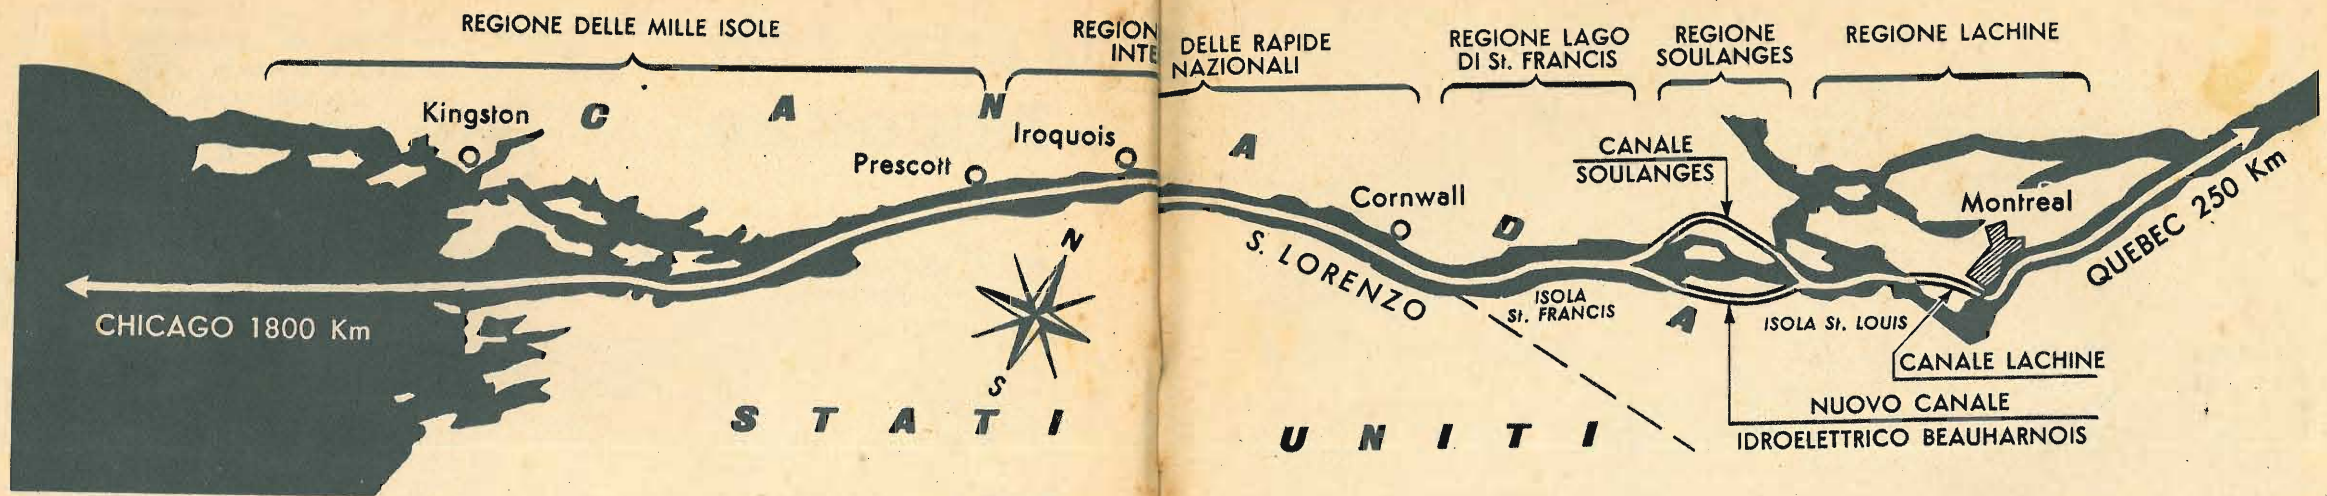 REGIONE DELLE MILLE ISOLE
REGION DELLE RAPIDE
INTE NAZIONALI
REGIONE LAGO
DI St. FRANCIS
REGIONE
SOULANGES
REGIONE LACHINE
Kingston
C A N A D A
Prescott
Iroquois
Cornwall
CANALE
SOULANGES
Montreal
QUEBEC 250 Km
N
S
S. LORENZO
ISOLA
St. FRANCIS
ISOLA St. LOUIS
CHICAGO 1800 Km
CANALE LACHINE
NUOVO CANALE
IDROELETTRICO BEAUHARNOIS
STATI UNITI